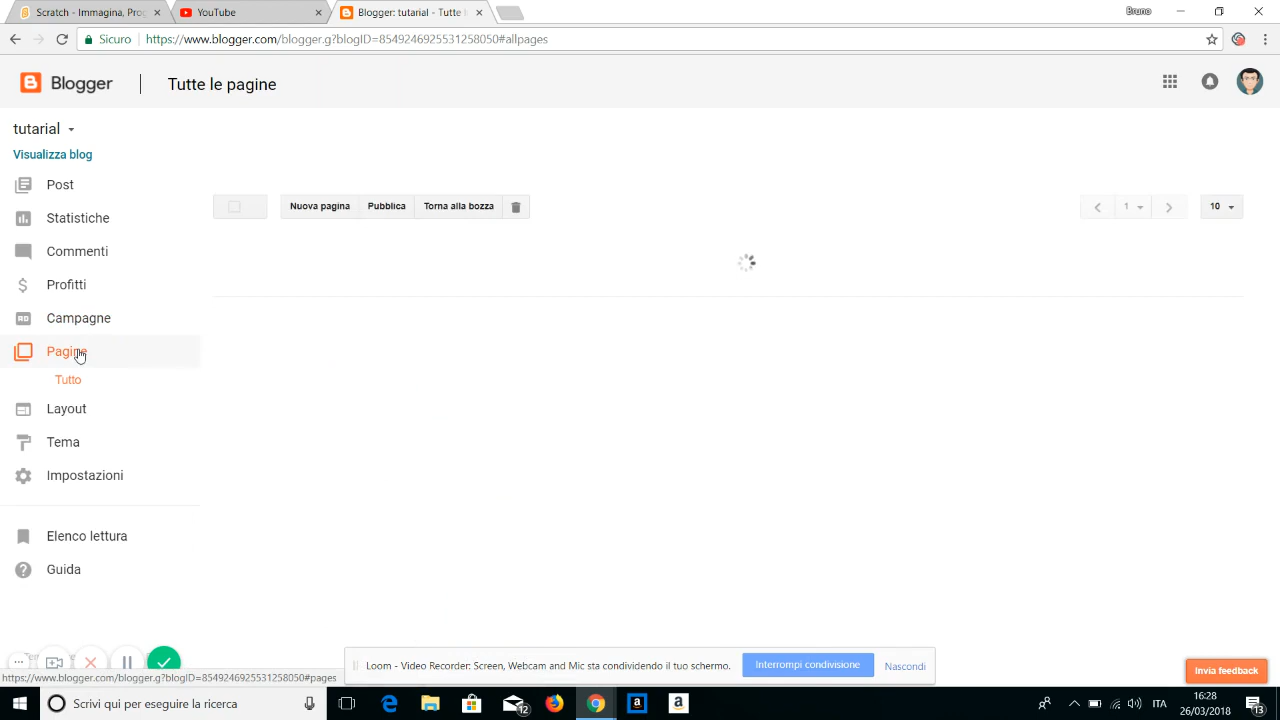 Scratch - Immagina, Prog
YouTube
Blogger: tutarial - Tutte l
Bruno
Sicuro
https://www.blogger.com/blogger.g?blogID=8549246925531258050#allpages
Blogger
Tutte le pagine
tutarial
Visualizza blog
Post
Statistiche
Commenti
Profitti
Campagne
Pagine
Tutto
Layout
Tema
Impostazioni
Elenco lettura
Guida
Nuova pagina
Pubblica
Torna alla bozza
1
10
Loom - Video Recorder: Screen, Webcam and Mic sta condividendo il tuo schermo.
Interrompi condivisione
Nascondi
Invia feedback
https://www.blogger.com/blogger.g?blogID=8549246925531258050#pages
Scrivi qui per eseguire la ricerca
12
ITA
16:28
26/03/2018
13